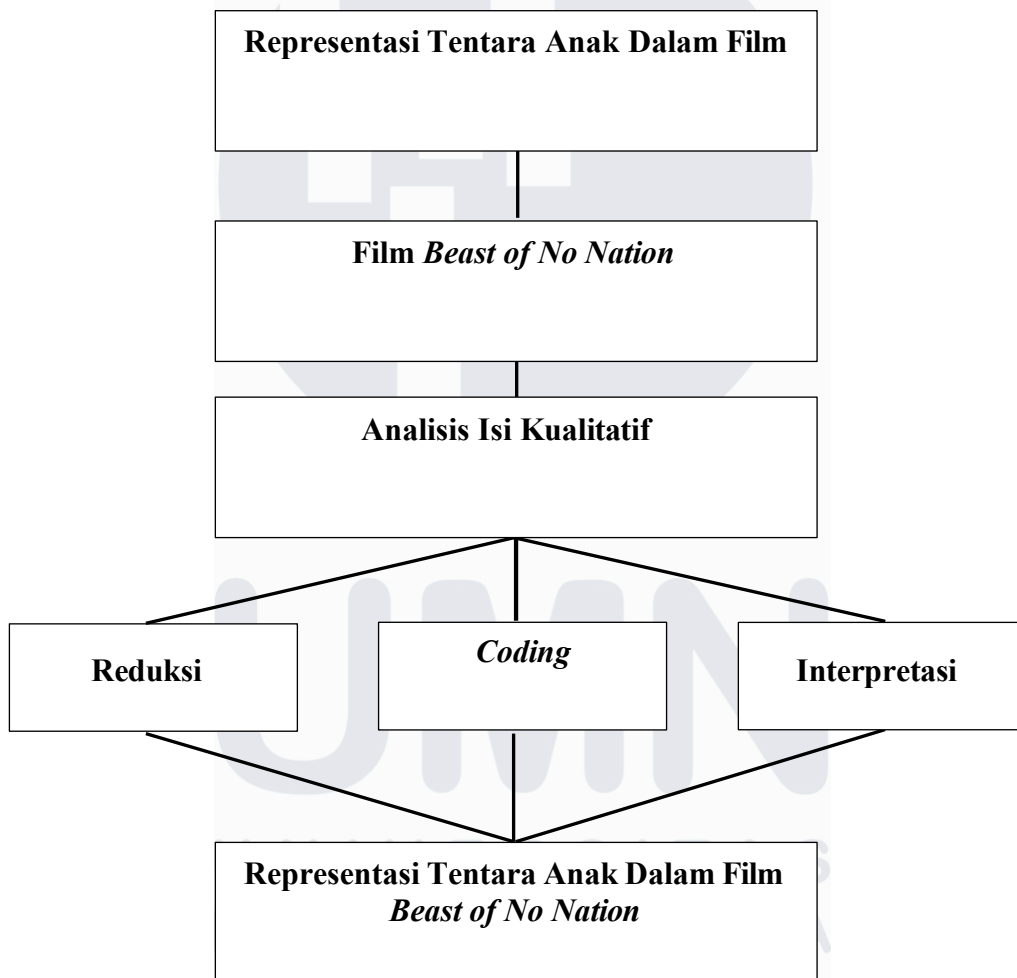 Representasi Tentara Anak Dalam Film
Film Beast of No Nation
Analisis Isi Kualitatif
Reduksi
Coding
Interpretasi
Representasi Tentara Anak Dalam Film
Beast of No Nation
UMN